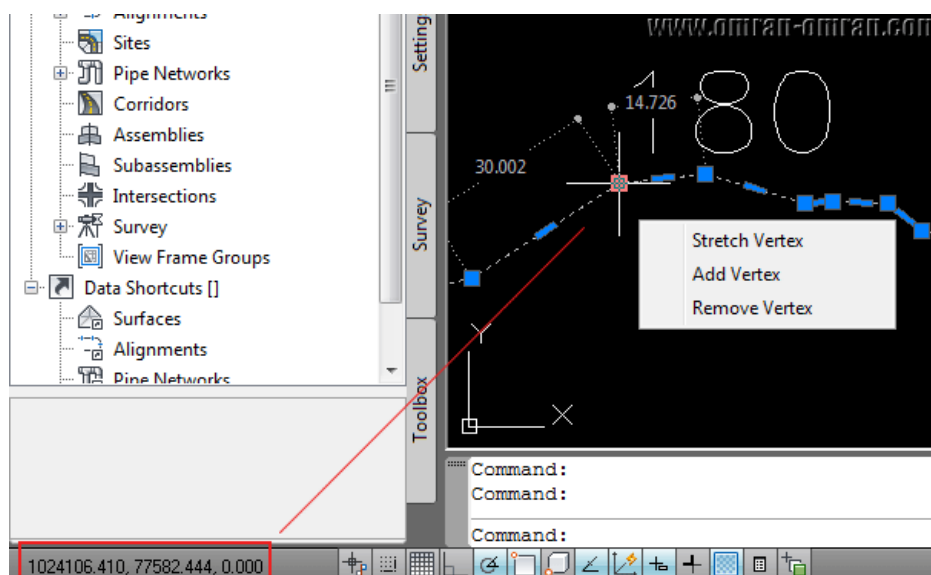 Alignments
Sites
Pipe Networks
Corridors
Assemblies
Subassemblies
Intersections
Survey
View Frame Groups
Data Shortcuts []
Surfaces
Alignments
Pipe Networks
Setting
Survey
Toolbox
www.omran-omran.com
180
14.726
30.002
Stretch Vertex
Add Vertex
Remove Vertex
Y
X
Command:
Command:
Command:
1024106.410, 77582.444, 0.000